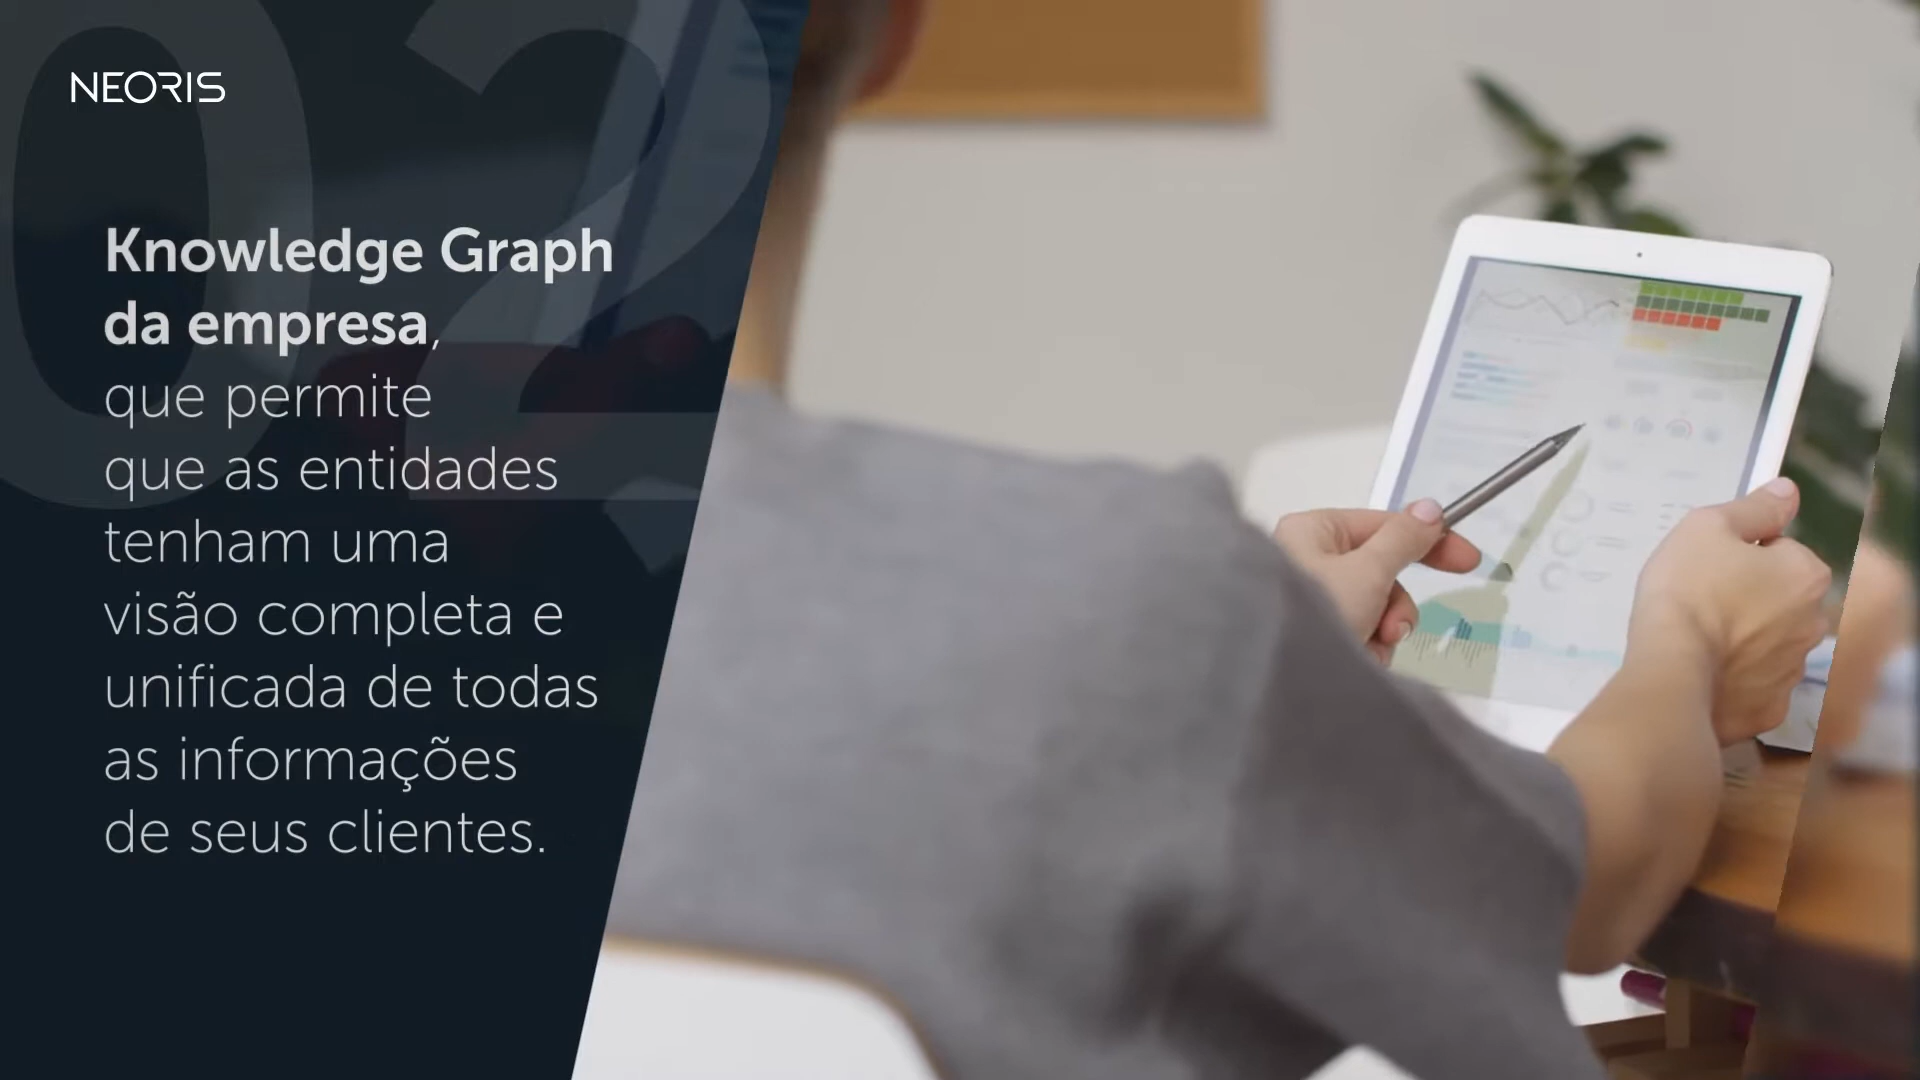 02
NEORIS
Knowledge Graph
da empresa,
que permite
que as entidades
tenham uma
visão completa e
unificada de todas
as informações
de seus clientes.